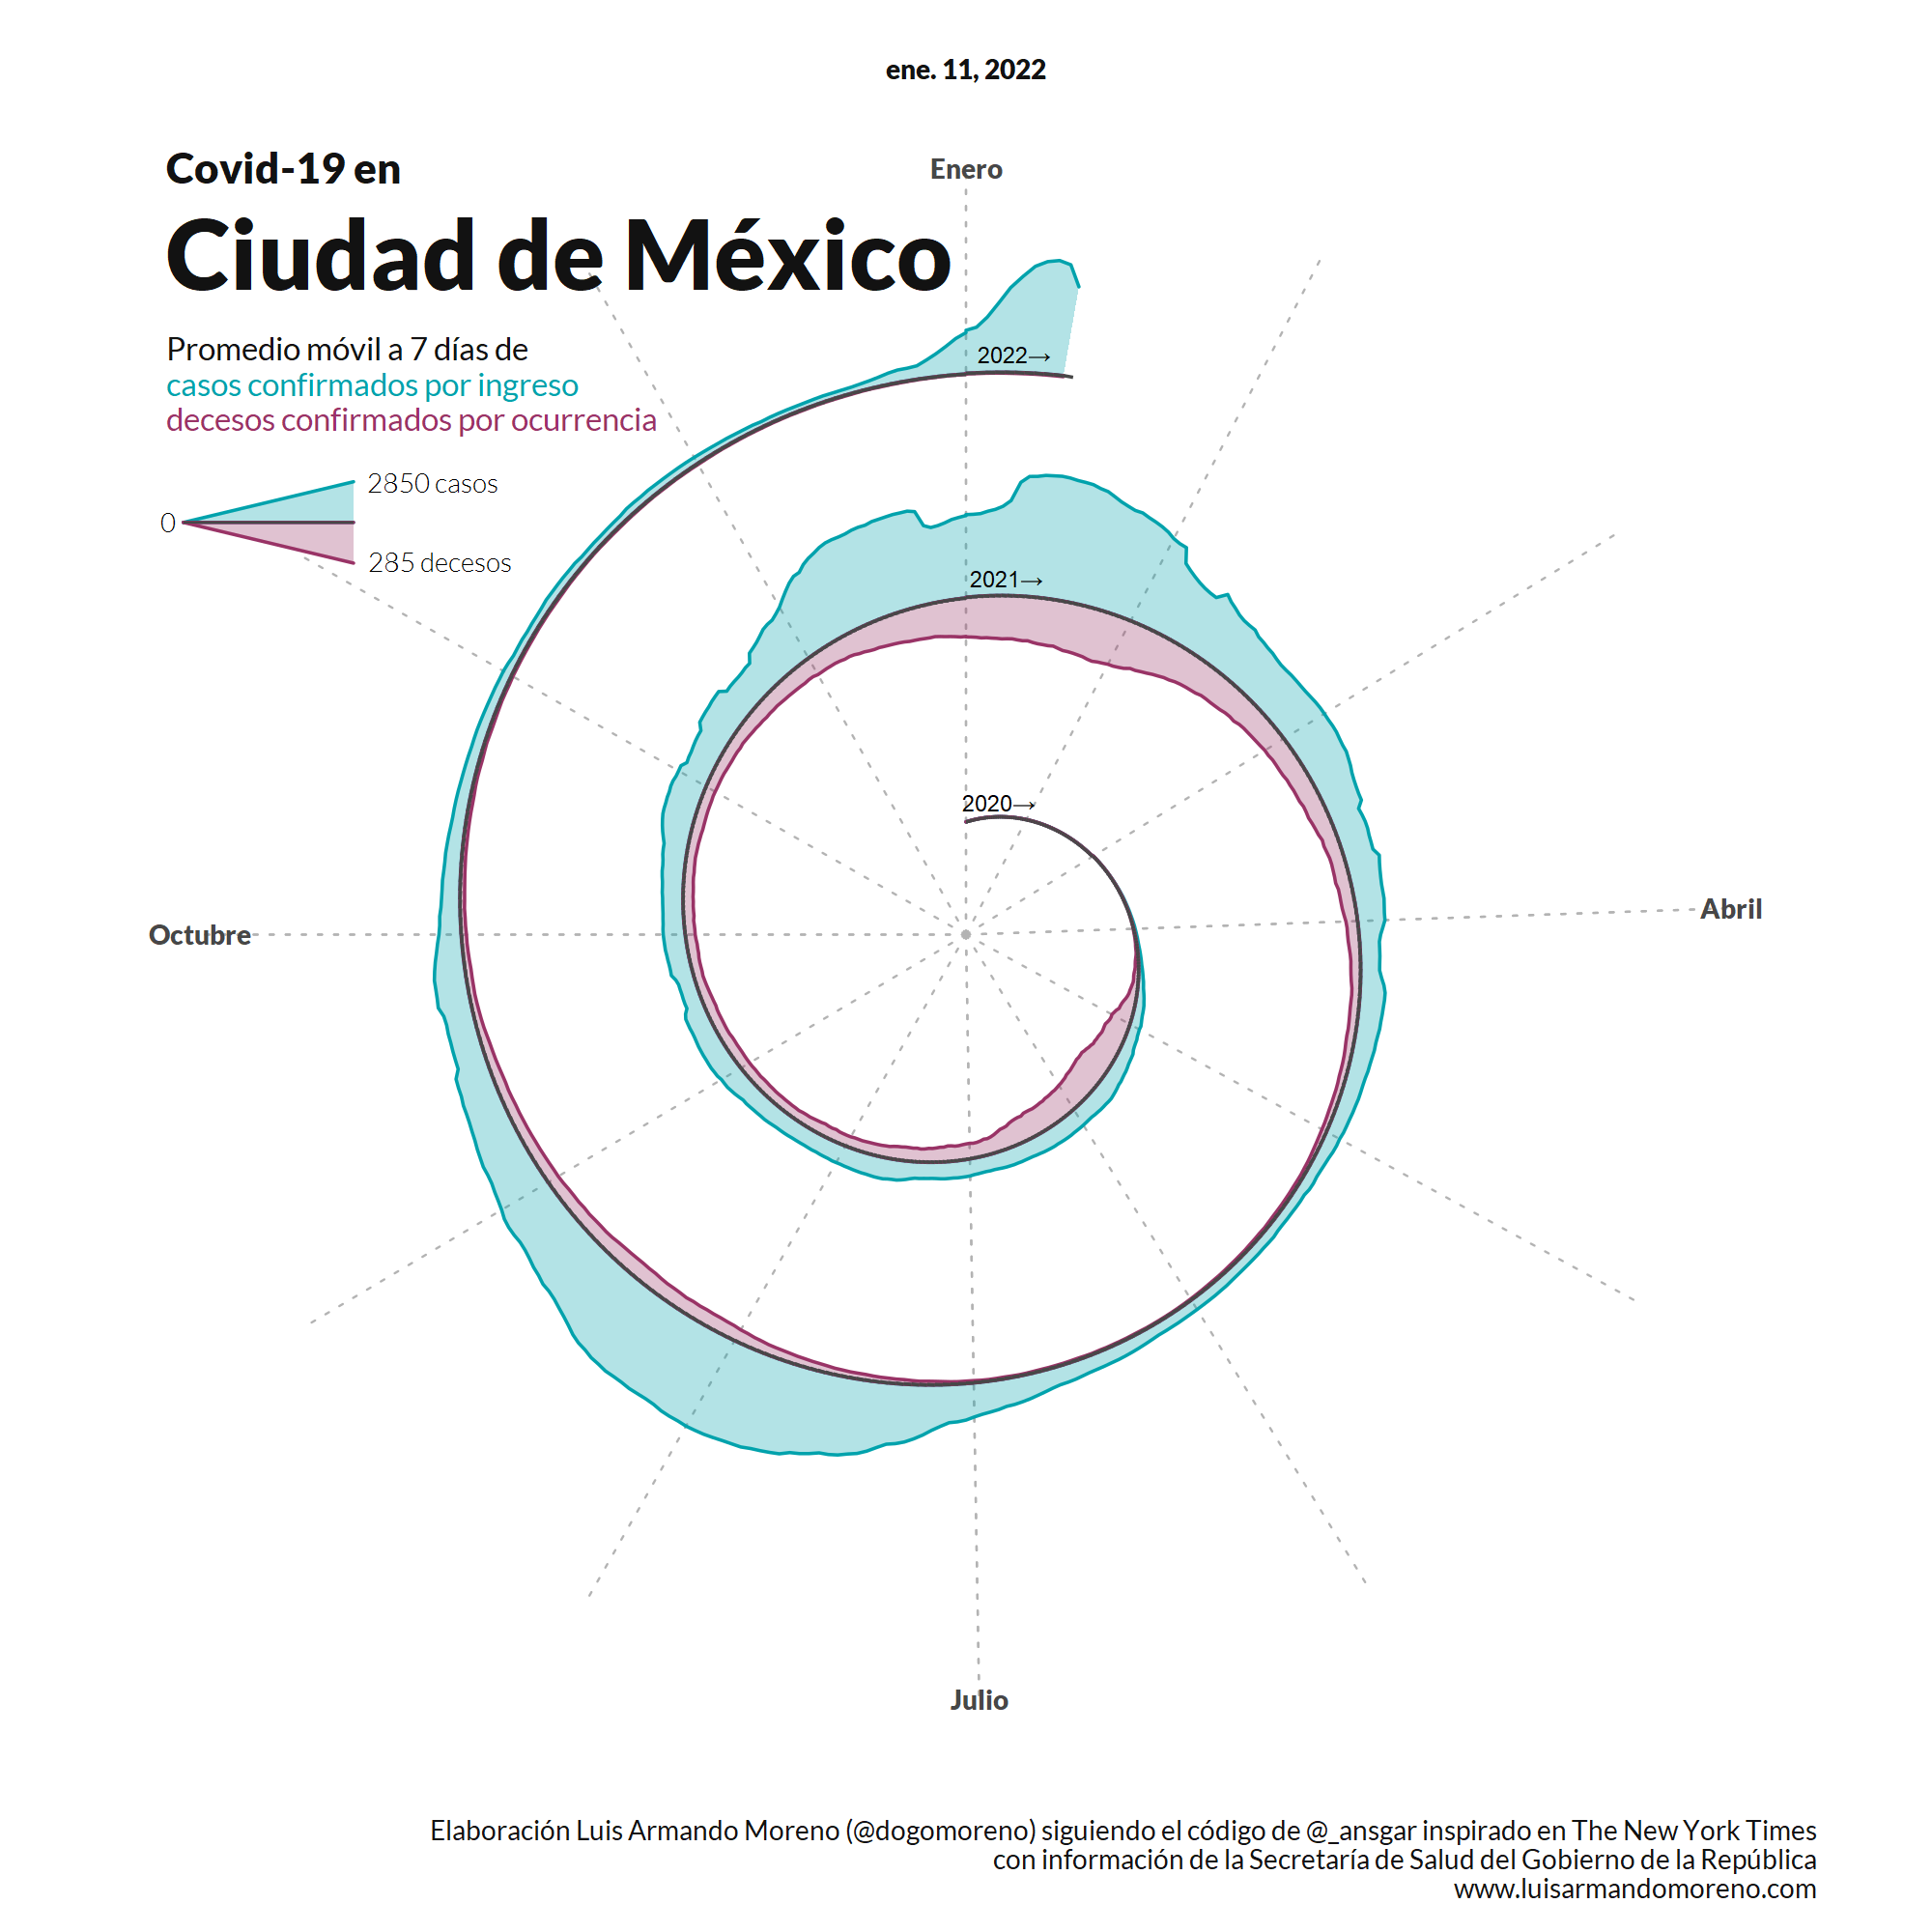 ene. 11, 2022
Covid-19 en
Ciudad de México
Enero
Promedio móvil a 7 días de
casos confirmados por ingreso
decesos confirmados por ocurrencia
2850 casos
0
285 decesos
2022→
2021→
2020→
Abril
Octubre
Julio
Elaboración Luis Armando Moreno (@dogomoreno) siguiendo el código de @_ansgar inspirado en The New York Times
con información de la Secretaría de Salud del Gobierno de la República
www.luisarmandomoreno.com